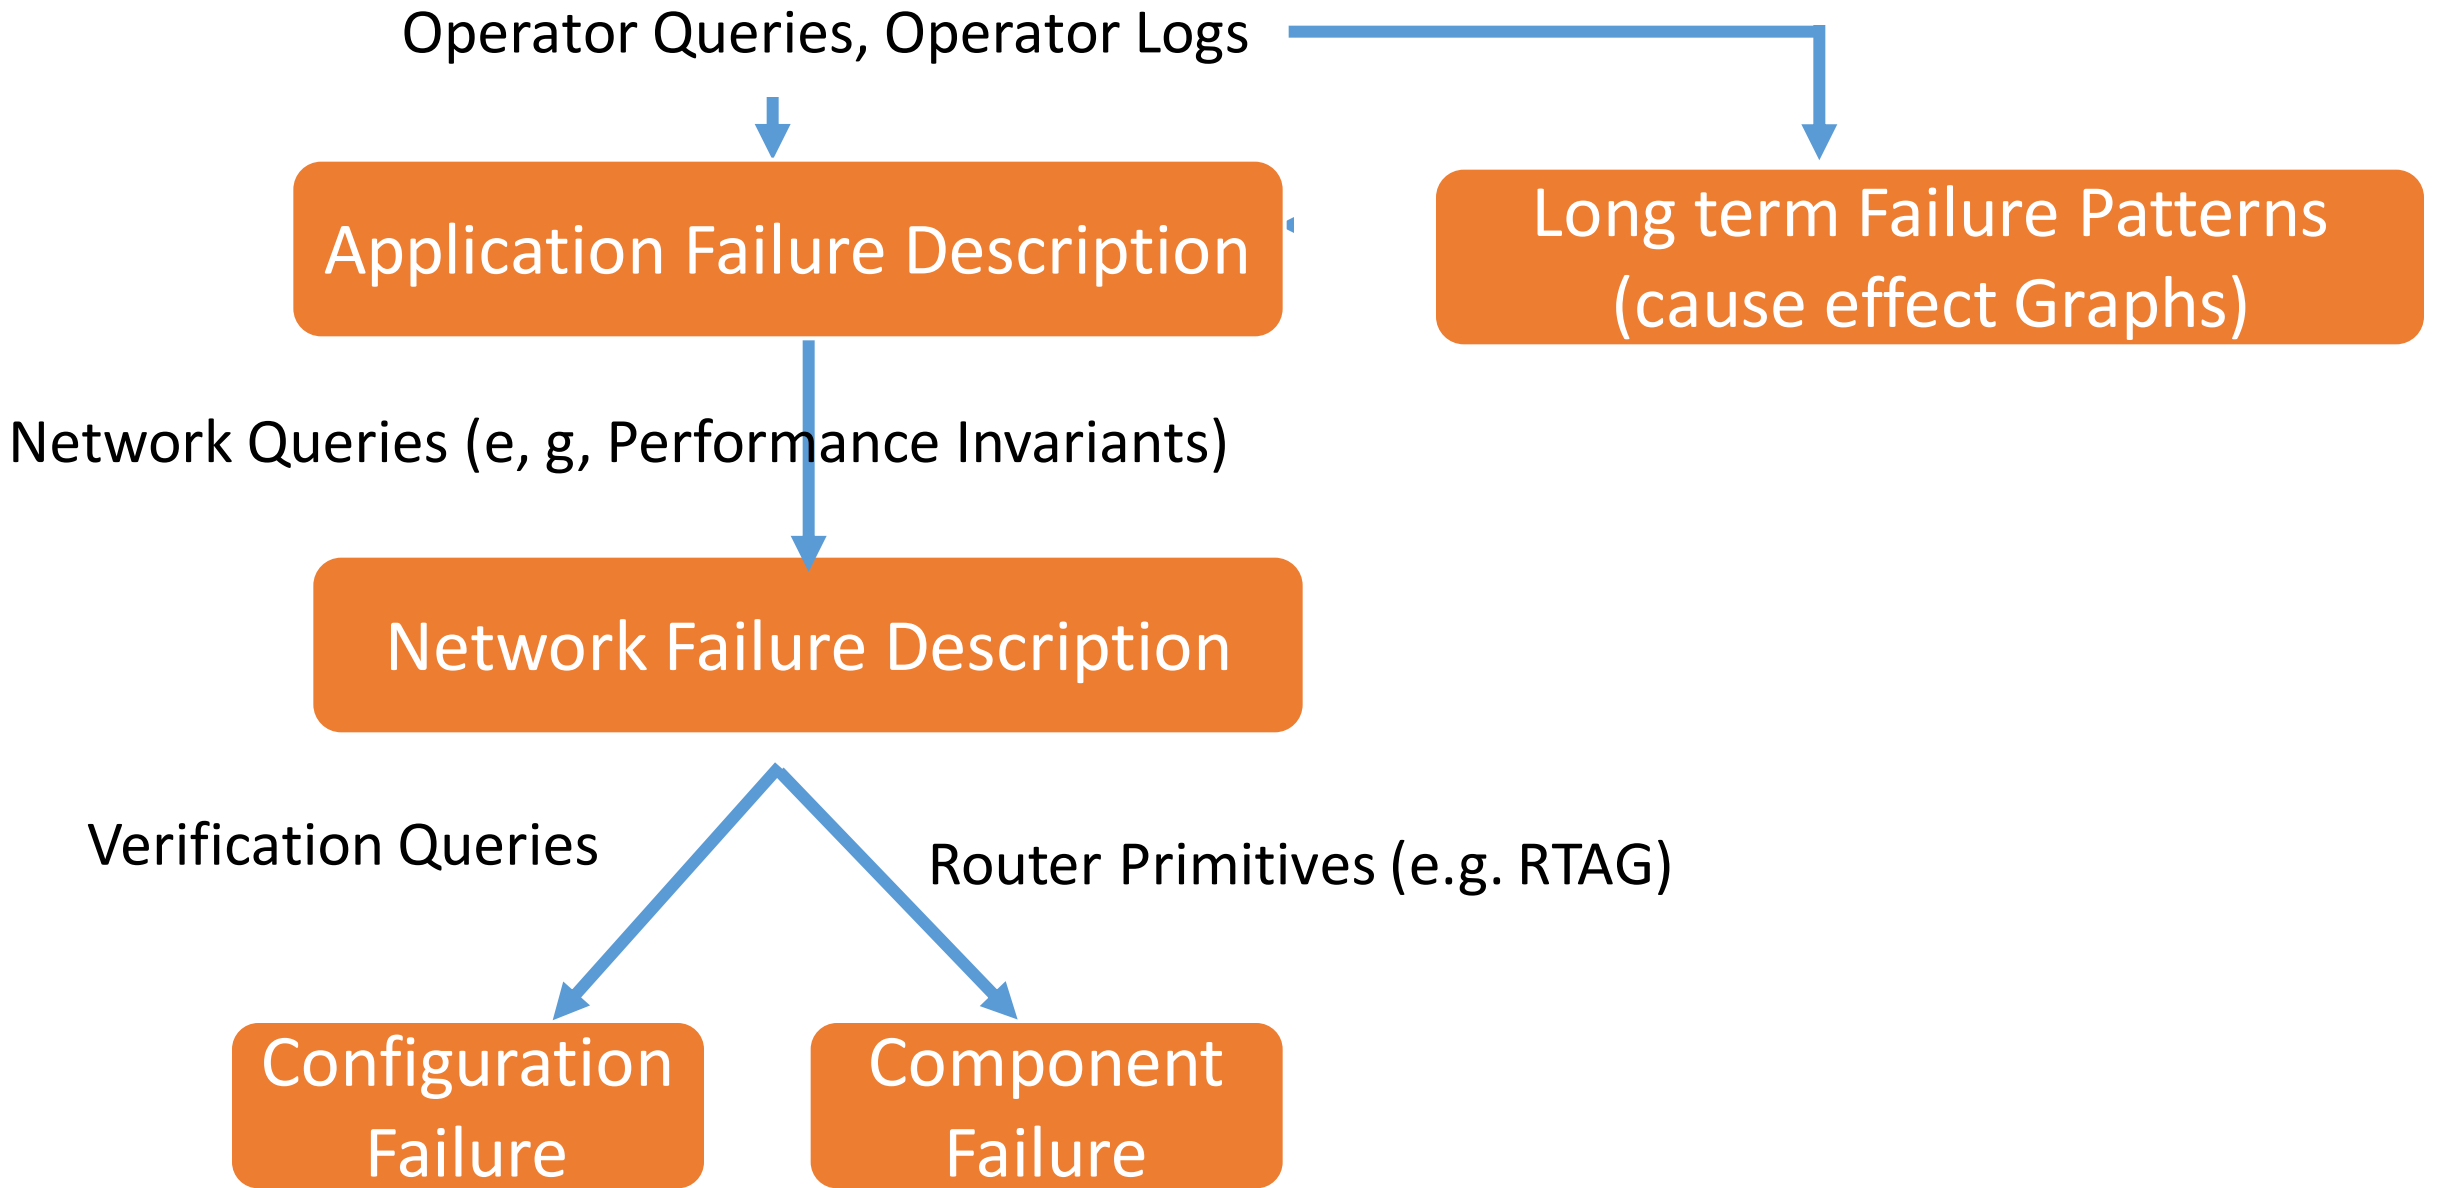 Operator Queries, Operator Logs
Application Failure Description
Long term Failure Patterns
(cause effect Graphs)
Network Queries (e, g, Performance Invariants)
Network Failure Description
Verification Queries
Router Primitives (e.g. RTAG)
Configuration
Failure
Component
Failure